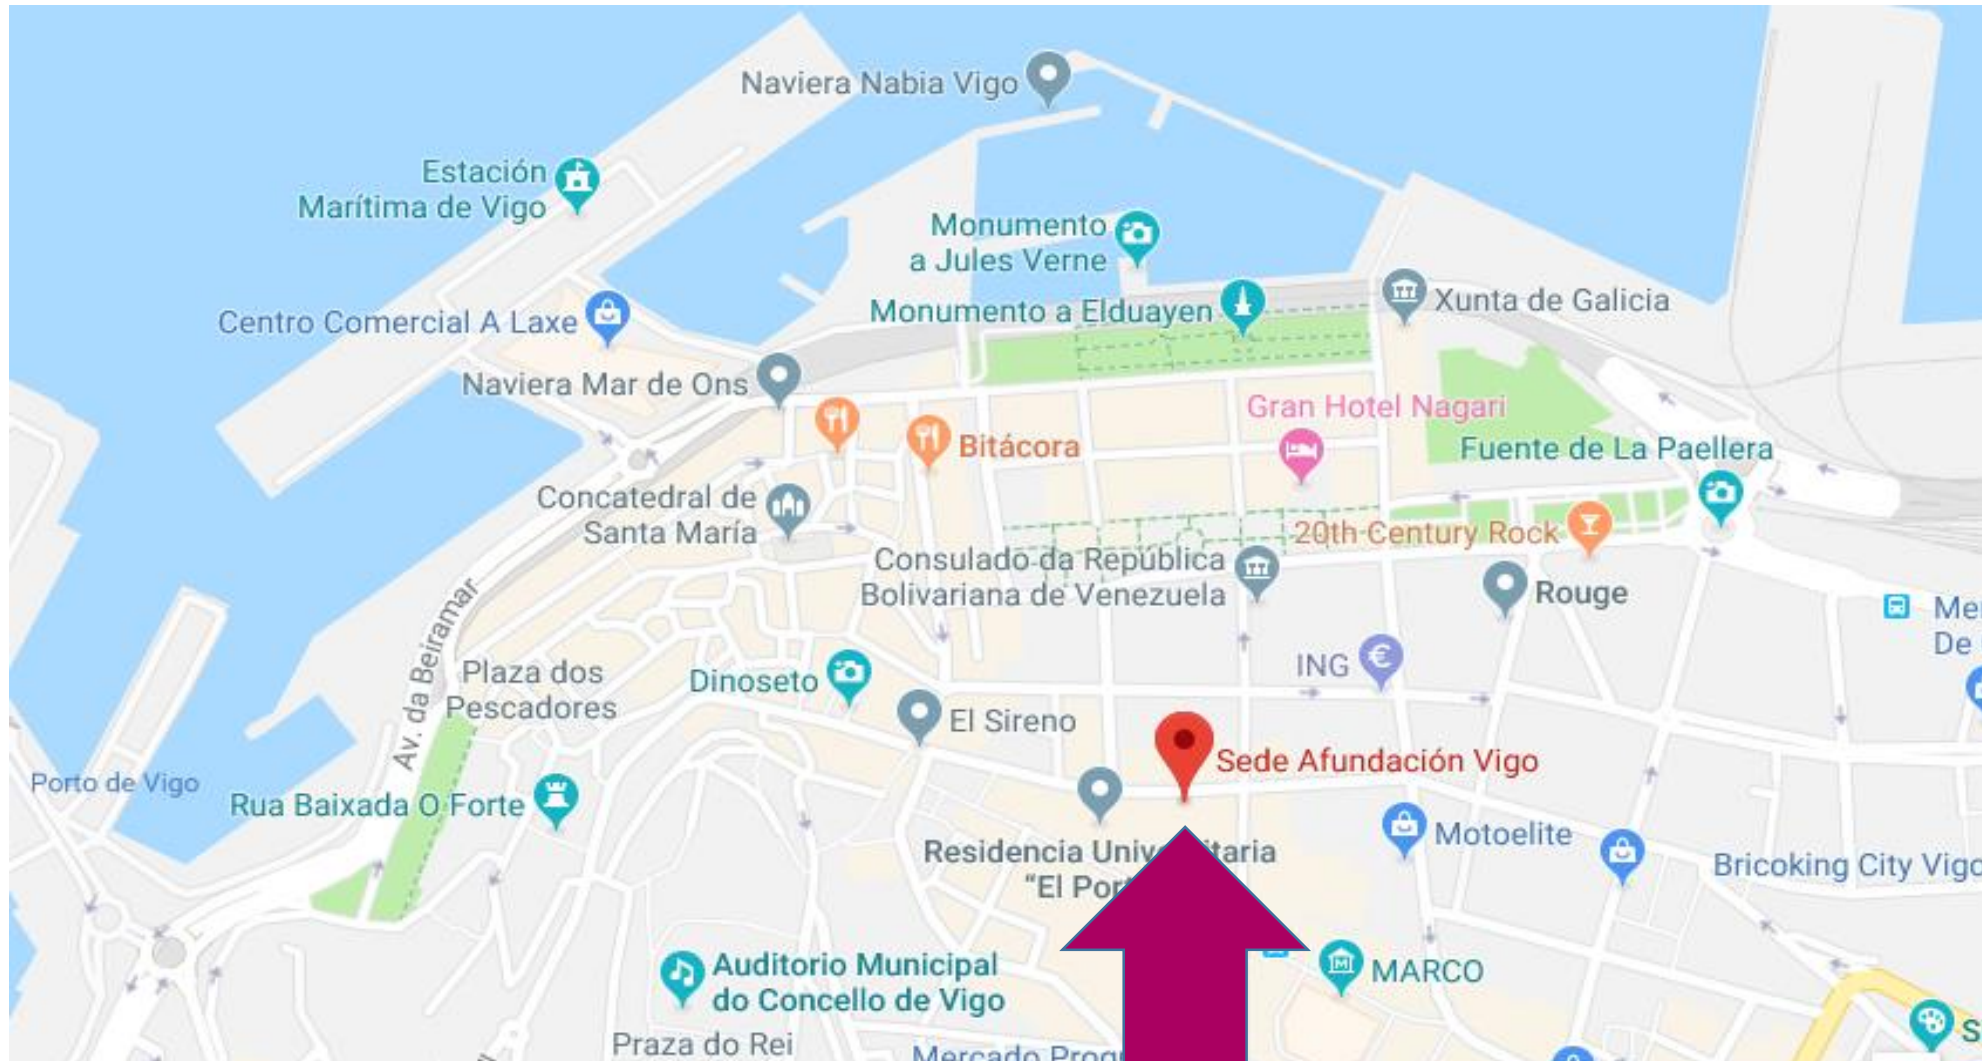 Naviera Nabia Vigo
Estación
Marítima de Vigo
Monumento
a Jules Verne
Monumento a Elduayen
Xunta de Galicia
Centro Comercial A Laxe
Naviera Mar de Ons
Gran Hotel Nagari
Bitácora
Fuente de La Paellera
Concatedral de
Santa María
20th Century Rock
Consulado da República
Bolivariana de Venezuela
Rouge
De
Av. da Beiramar
Plaza dos
Pescadores
Dinoseto
ING
El Sireno
Sede Afundación Vigo
Porto de Vigo
Rua Baixada O Forte
Motoelite
Residencia
"El
Bricoking City Vigo
Auditorio Municipal
do Concello de Vigo
MARCO
Praza do Rei
Mercado